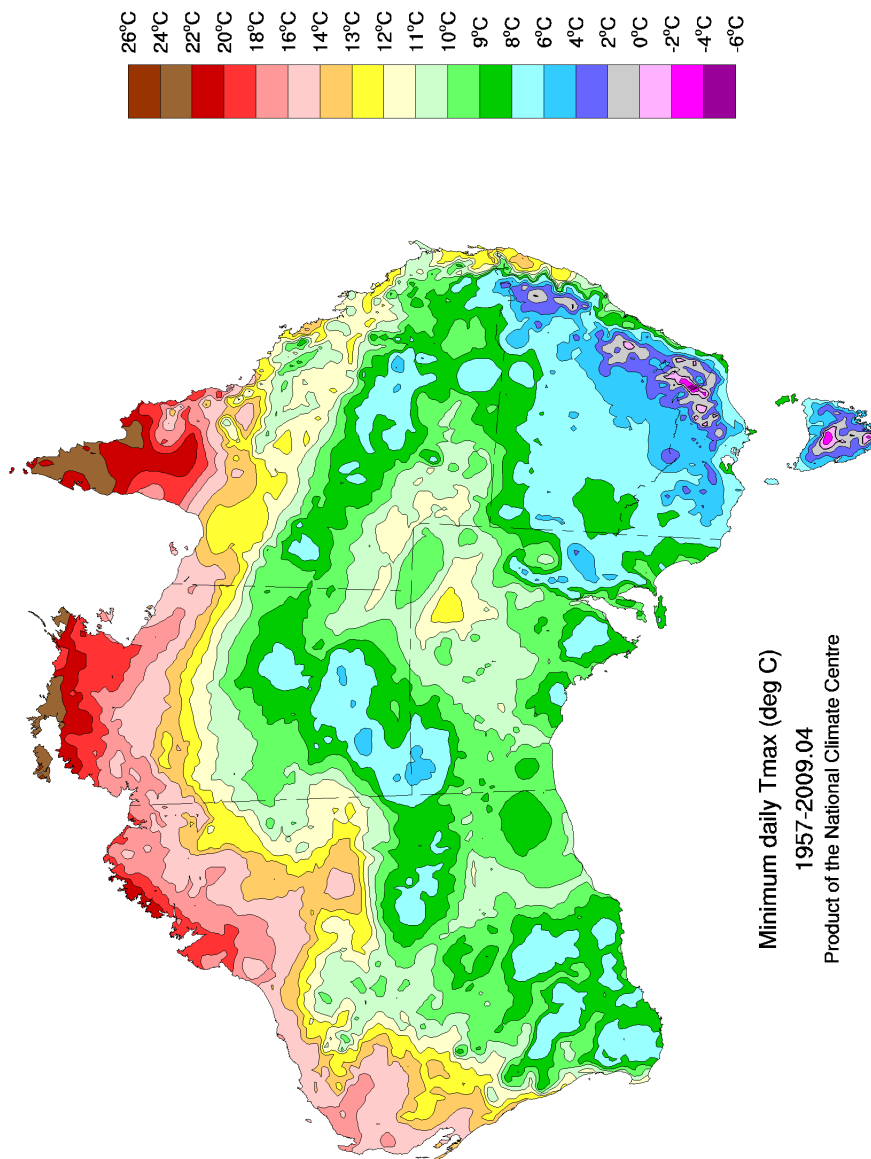 26°C
24°C
22°C
20°C
18°C
16°C
14°C
13°C
12°C
11°C
10°C
9°C
8°C
6°C
4°C
2°C
0°C
-2°C
-4°C
-6°C
Minimum daily Tmax (deg C)
1957-2009.04
Product of the National Climate Centre